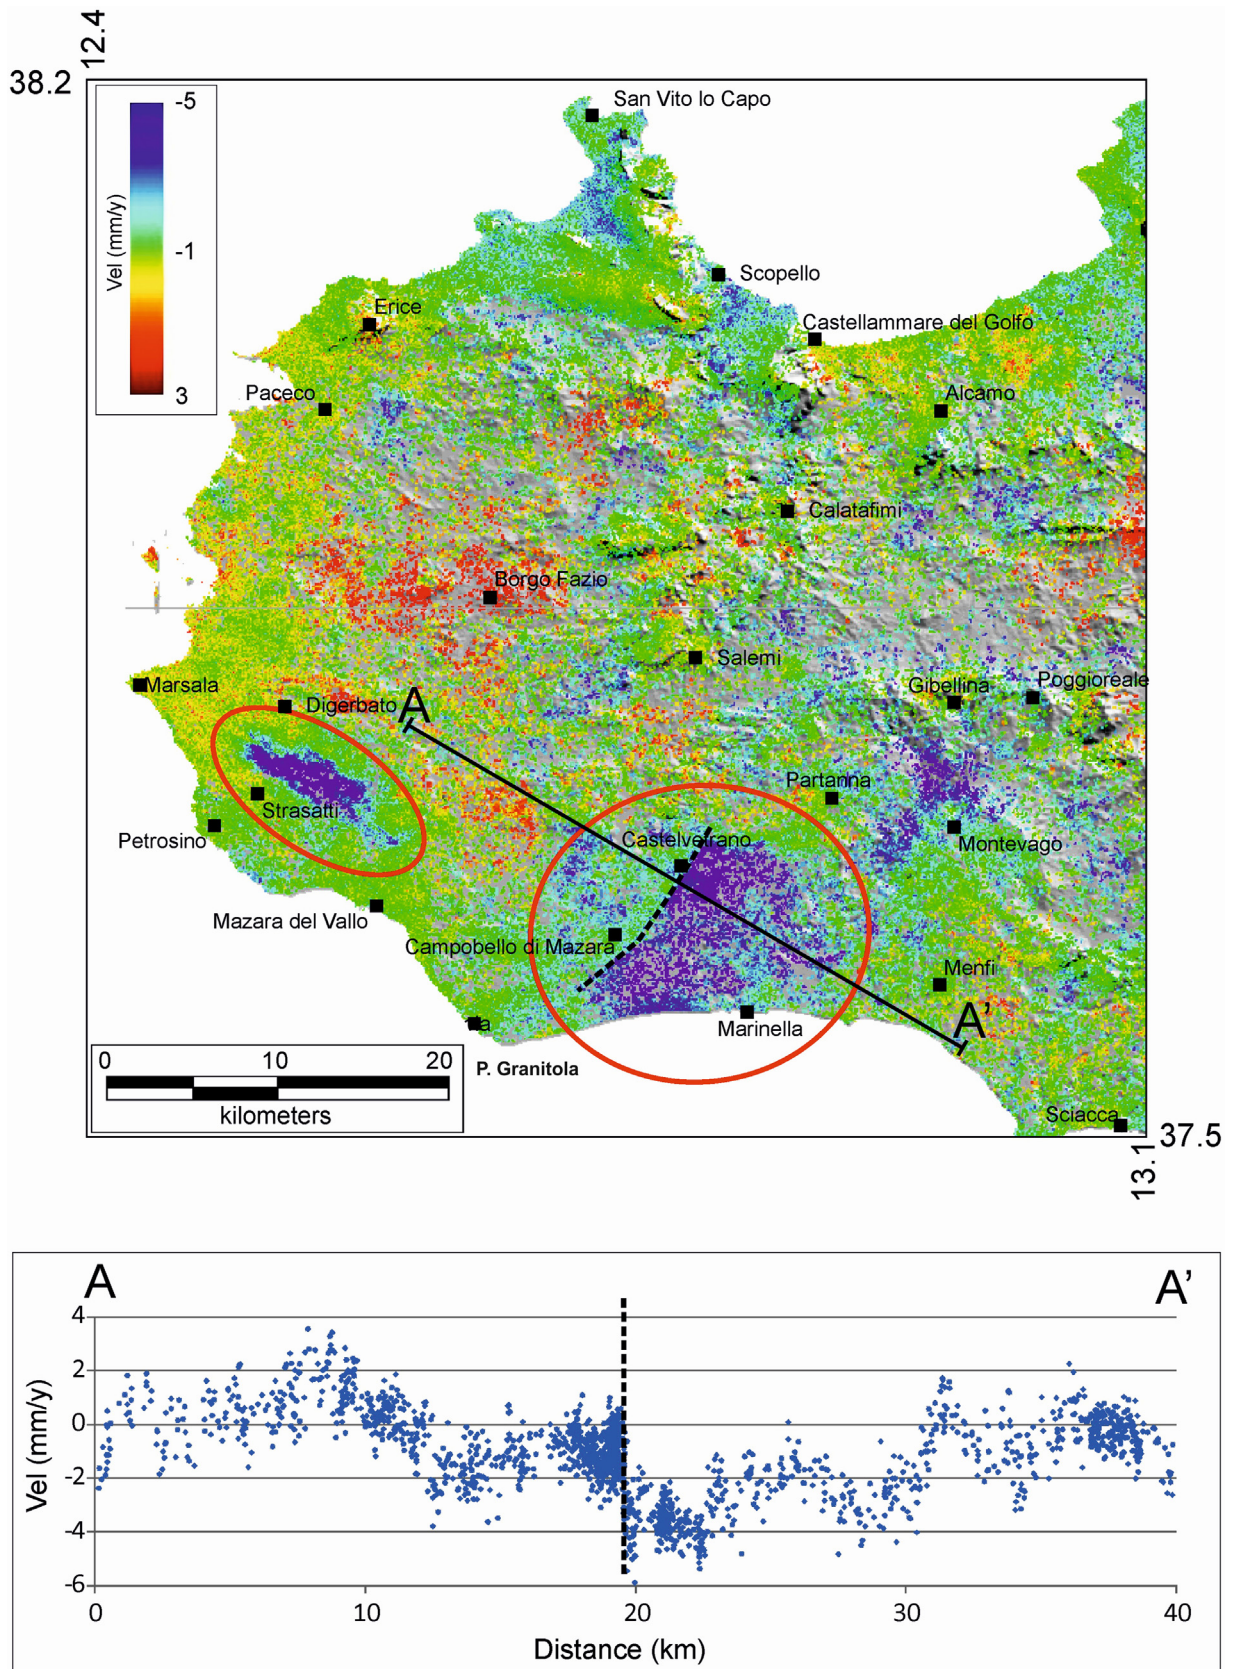 12.4
38.2
-5
-1
3
Vel (mm/y)
San Vito lo Capo
Scopello
Erice
Castellammare del Golfo
Paceco
Alcamo
Calatafimi
Borgo Fazio
Salemi
Marsala
Gibellina
Poggioreale
Digerbato
A
Partanna
Strasatti
Petrosino
Castelvetrano
Montevago
Mazara del Vallo
Campobello di Mazara
Menfi
A'
Marinella
P. Granitola
0 10 20
kilometers
Sciacca
37.5
13.1
A
A'
Vel (mm/y)
4
2
0
-2
-4
-6
0 10 20 30 40
Distance (km)